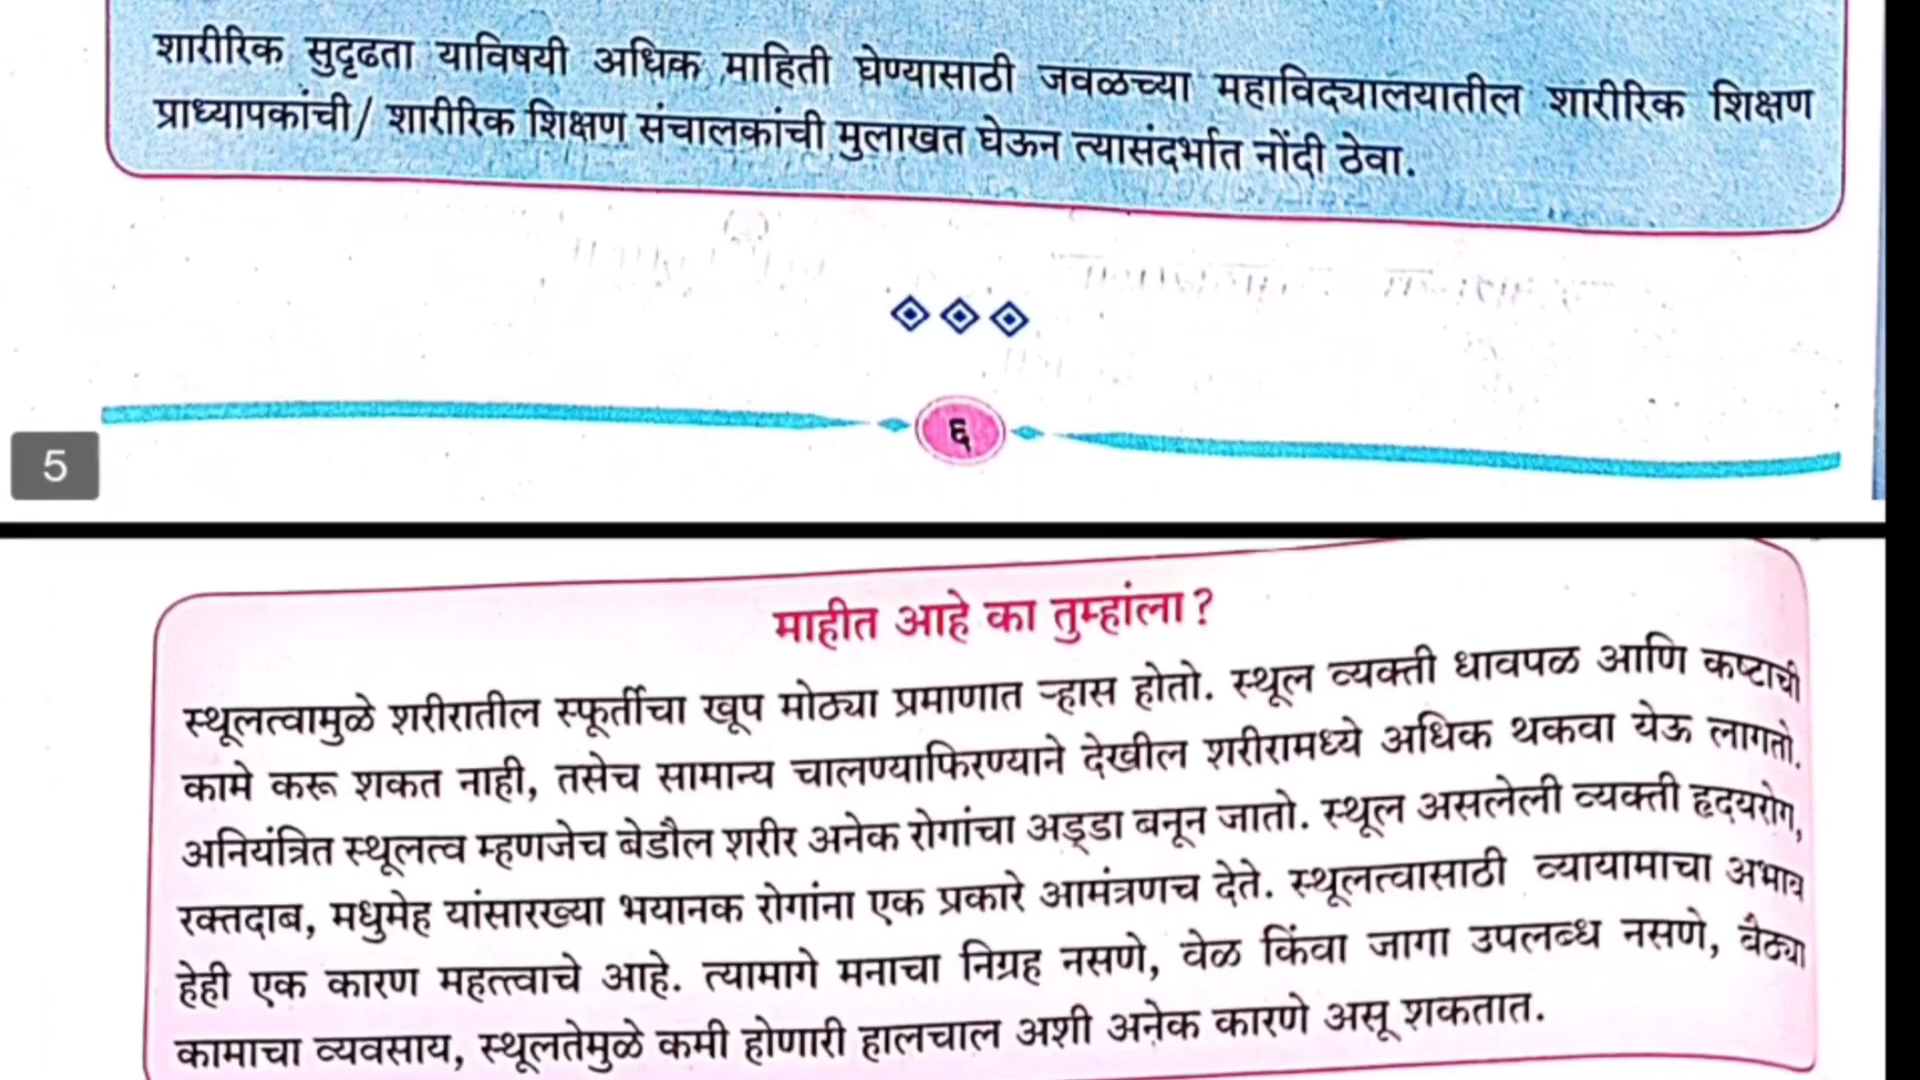 शारीरिक सुदृढता याविषयी अधिक माहिती घेण्यासाठी जवळच्या महाविद्यालयातील शारीरिक शिक्षण
प्राध्यापकांची/ शारीरिक शिक्षण संचालकांची मुलाखत घेऊन त्यासंदर्भात नोंदी ठेवा.
६
5
माहीत आहे का तुम्हांला?
स्थूलत्वामुळे शरीरातील स्फूर्तीचा खूप मोठ्या प्रमाणात ऱ्हास होतो. स्थूल व्यक्ती धावपळ आणि कष्टाची
कामे करू शकत नाही, तसेच सामान्य चालण्याफिरण्याने देखील शरीरामध्ये अधिक थकवा येऊ लागतो.
अनियंत्रित स्थूलत्व म्हणजेच बेडौल शरीर अनेक रोगांचा अड्डा बनून जातो. स्थूल असलेली व्यक्ती हृदयरोग,
रक्तदाब, मधुमेह यांसारख्या भयानक रोगांना एक प्रकारे आमंत्रणच देते. स्थूलत्वासाठी व्यायामाचा अभाव
हेही एक कारण महत्त्वाचे आहे. त्यामागे मनाचा निग्रह नसणे, वेळ किंवा जागा उपलब्ध नसणे, बैठ्या
कामाचा व्यवसाय, स्थूलतेमुळे कमी होणारी हालचाल अशी अनेक कारणे असू शकतात.